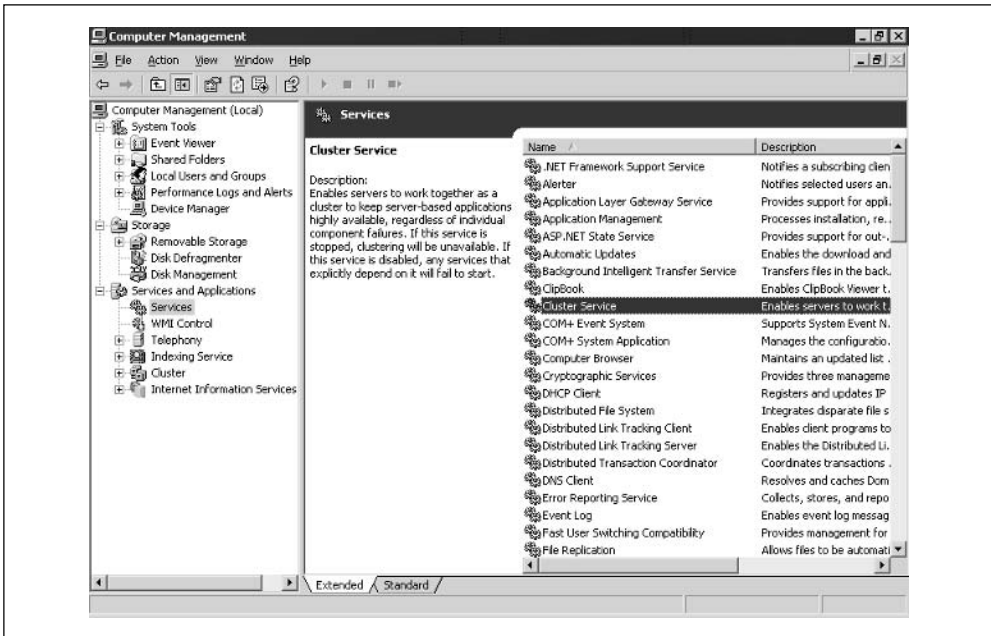 Computer Management
File Action View Window Help
Computer Management (Local)
System Tools
Event Viewer
Shared Folders
Local Users and Groups
Performance Logs and Alerts
Device Manager
Storage
Removable Storage
Disk Defragmenter
Disk Management
Services and Applications
Services
WMI Control
Telephony
Indexing Service
Cluster
Internet Information Services
Services
Cluster Service
Description:
Enables servers to work together as a
cluster to keep server-based applications
highly available, regardless of individual
component failures. If this service is
stopped, clustering will be unavailable. If
this service is disabled, any services that
explicitly depend on it will fail to start.
Name Description
.NET Framework Support Service Notifies a subscribing clien
Alerter Notifies selected users an.
Application Layer Gateway Service Provides support for appli.
Application Management Processes installation, re..
ASP.NET State Service Provides support for out-.
Automatic Updates Enables the download and
Background Intelligent Transfer Service Transfers files in the back.
ClipBook Enables ClipBook Viewer t.
Cluster Service Enables servers to work t.
COM+ Event System Supports System Event N.
COM+ System Application Manages the configuratio.
Computer Browser Maintains an updated list .
Cryptographic Services Provides three manageme
DHCP Client Registers and updates IP
Distributed File System Integrates disparate file s
Distributed Link Tracking Client Enables client programs to
Distributed Link Tracking Server Enables the Distributed Li.
Distributed Transaction Coordinator Coordinates transactions .
DNS Client Resolves and caches Dom
Error Reporting Service Collects, stores, and repo
Event Log Enables event log messag
Fast User Switching Compatibility Provides management for
File Replication Allows files to be automati
Extended Standard